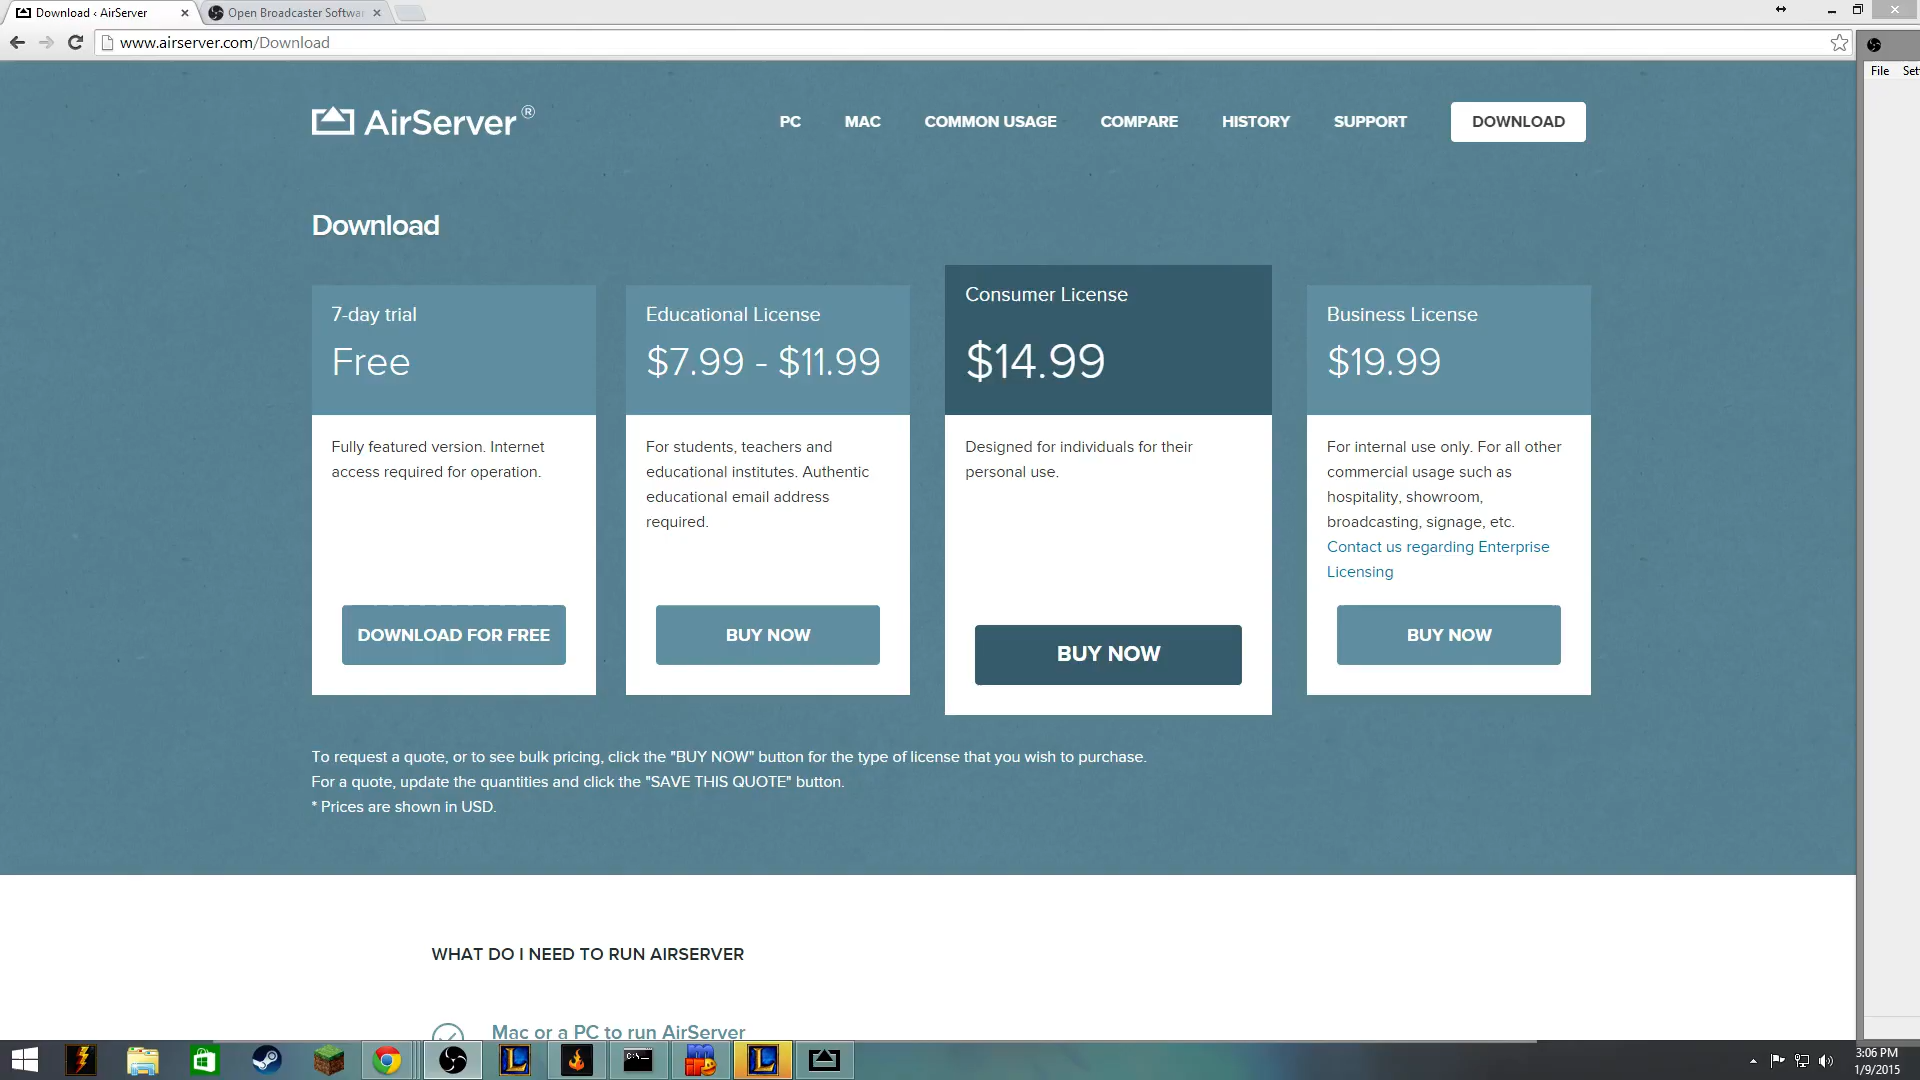 Download ‹ AirServer
Open Broadcaster Softwa
www.airserver.com/Download
File
Set
AirServer®
PC
MAC
COMMON USAGE
COMPARE
HISTORY
SUPPORT
DOWNLOAD
Download
7-day trial
Free
Fully featured version. Internet
access required for operation.
DOWNLOAD FOR FREE
Educational License
$7.99 - $11.99
For students, teachers and
educational institutes. Authentic
educational email address
required.
BUY NOW
Consumer License
$14.99
Designed for individuals for their
personal use.
BUY NOW
Business License
$19.99
For internal use only. For all other
commercial usage such as
hospitality, showroom,
broadcasting, signage, etc.
Contact us regarding Enterprise
Licensing
BUY NOW
To request a quote, or to see bulk pricing, click the "BUY NOW" button for the type of license that you wish to purchase.
For a quote, update the quantities and click the "SAVE THIS QUOTE" button.
* Prices are shown in USD.
WHAT DO I NEED TO RUN AIRSERVER
Mac or a PC to run AirServer
C:\_
L
L
3:06 PM
1/9/2015